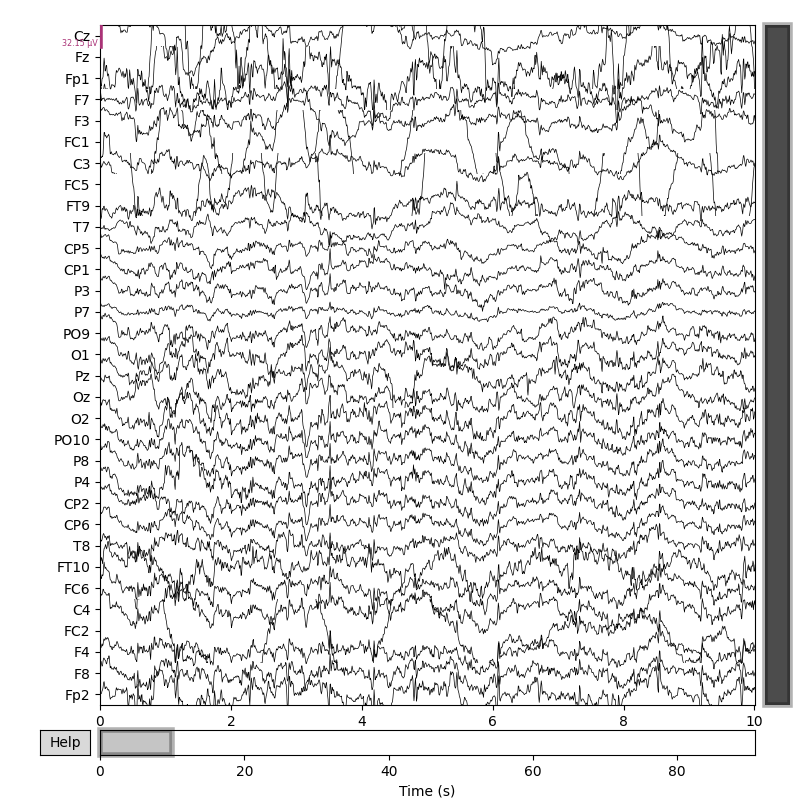 Cz
32.15 µV
Fz
Fp1
F7
F3
FC1
C3
FC5
FT9
T7
CP5
CP1
P3
P7
PO9
O1
Pz
Oz
O2
PO10
P8
P4
CP2
CP6
T8
FT10
FC6
C4
FC2
F4
F8
Fp2
0 2 4 6 8 10
Help
0 20 40 60 80
Time (s)